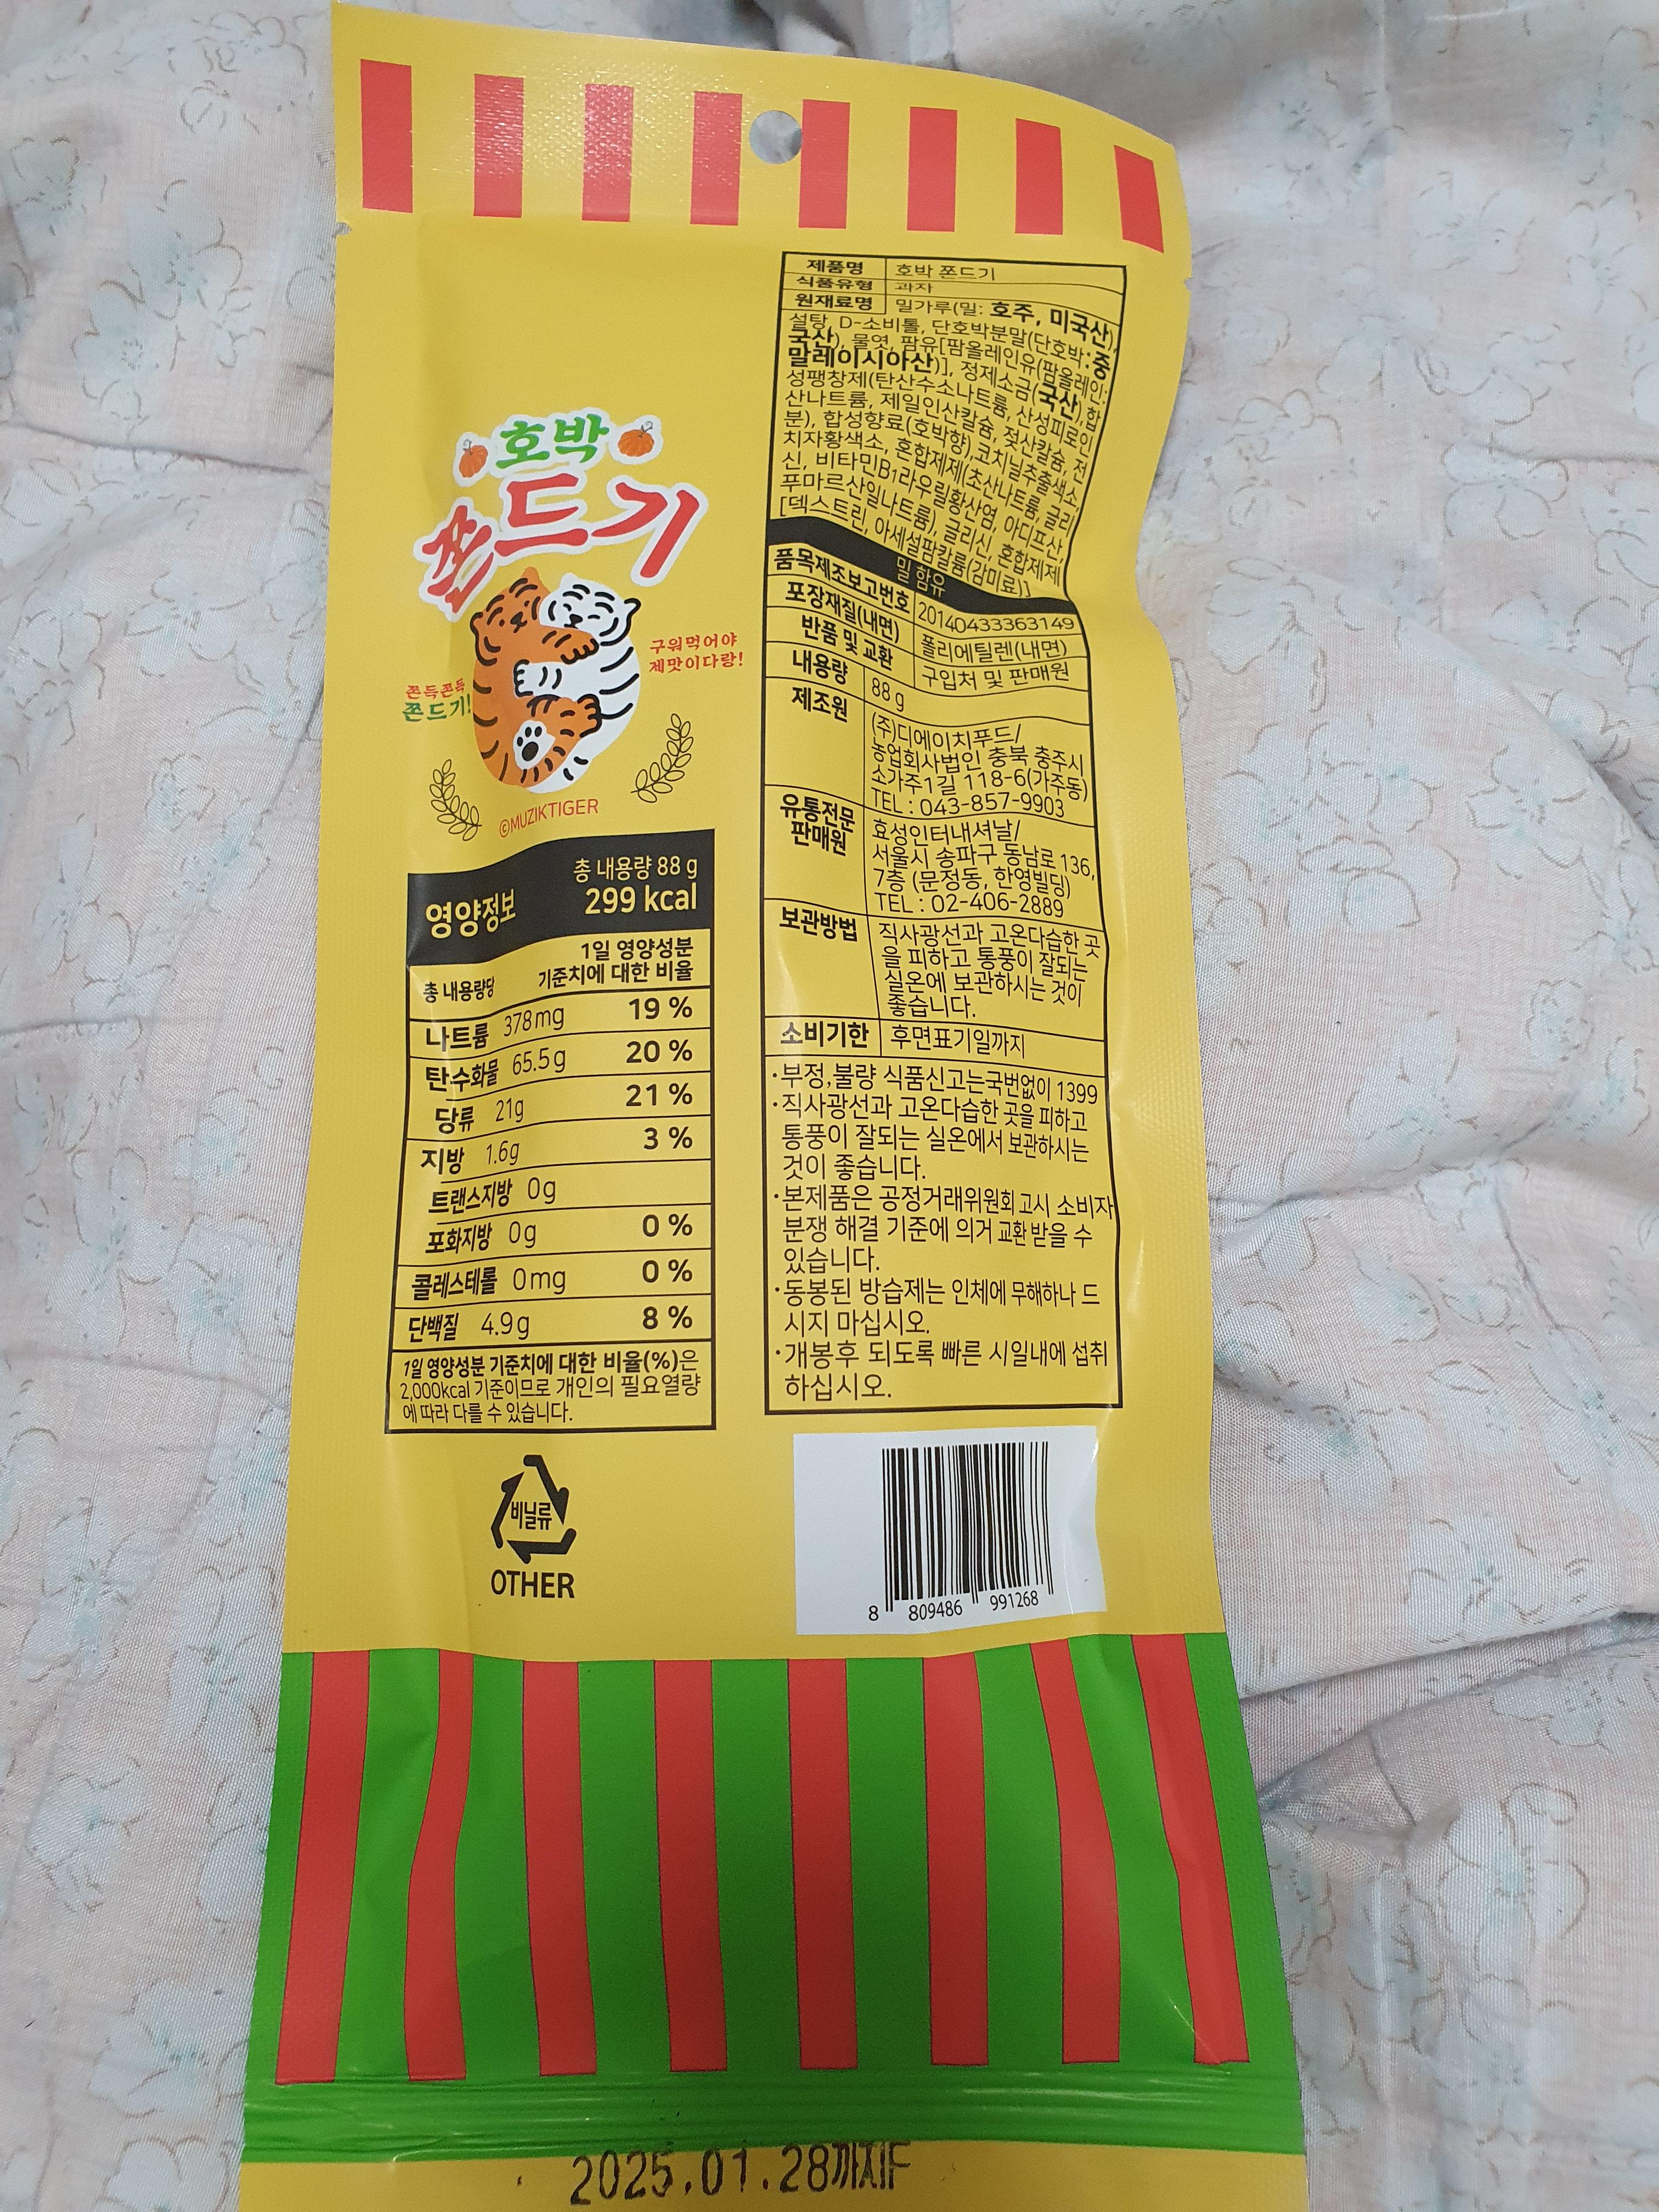 호박
쫀드기
구워먹어야
제맛이다랑!
쫀득쫀득
쫀드기!
©MUZIKTIGER
영양정보
총 내용량 88 g
299 kcal
총 내용량당
1일 영양성분
기준치에 대한 비율
나트륨 378mg 19 %
탄수화물 65.5g 20 %
당류 21g 21 %
지방 1.6g 3 %
트랜스지방 0g
포화지방 0g 0 %
콜레스테롤 0mg 0 %
단백질 4.9g 8 %
1일 영양성분 기준치에 대한 비율(%)은
2,000kcal 기준이므로 개인의 필요열량
에 따라 다를 수 있습니다.
비닐류
OTHER
제품명 호박 쫀드기
식품유형 과자
원재료명 밀가루(밀: 호주, 미국산),
설탕, D-소비톨, 단호박분말(단호박:중
국산), 물엿, 팜유[팜올레인유(팜올레인:
말레이시아산)], 정제소금(국산),합
성팽창제(탄산수소나트륨, 산성피로인
산나트륨, 제일인산칼슘, 젖산칼슘, 전
분), 합성향료(호박향),코치닐추출색소,
치자황색소, 혼합제제(초산나트륨, 글리
신, 비타민B1라우릴황산염, 아디프산,
푸마르산일나트륨), 글리신, 혼합제제
[덱스트린, 아세설팜칼륨(감미료)]
밀 함유
품목제조보고번호 20140433363149
포장재질(내면) 폴리에틸렌(내면)
반품 및 교환 구입처 및 판매원
내용량 88 g
제조원 (주)디에이치푸드/
농업회사법인 충북 충주시
소가주1길 118-6(가주동)
TEL : 043-857-9903
유통전문
판매원
효성인터내셔날/
서울시 송파구 동남로 136,
7층 (문정동, 한영빌딩)
TEL : 02-406-2889
보관방법 직사광선과 고온다습한 곳
을 피하고 통풍이 잘되는
실온에 보관하시는 것이
좋습니다.
소비기한 후면표기일까지
·부정,불량 식품신고는국번없이 1399
·직사광선과 고온다습한 곳을 피하고
통풍이 잘되는 실온에서 보관하시는
것이 좋습니다.
·본제품은 공정거래위원회 고시 소비자
분쟁 해결 기준에 의거 교환 받을 수
있습니다.
·동봉된 방습제는 인체에 무해하나 드
시지 마십시오.
·개봉후 되도록 빠른 시일내에 섭취
하십시오.
8 809486 991268
2025.01.28까지F